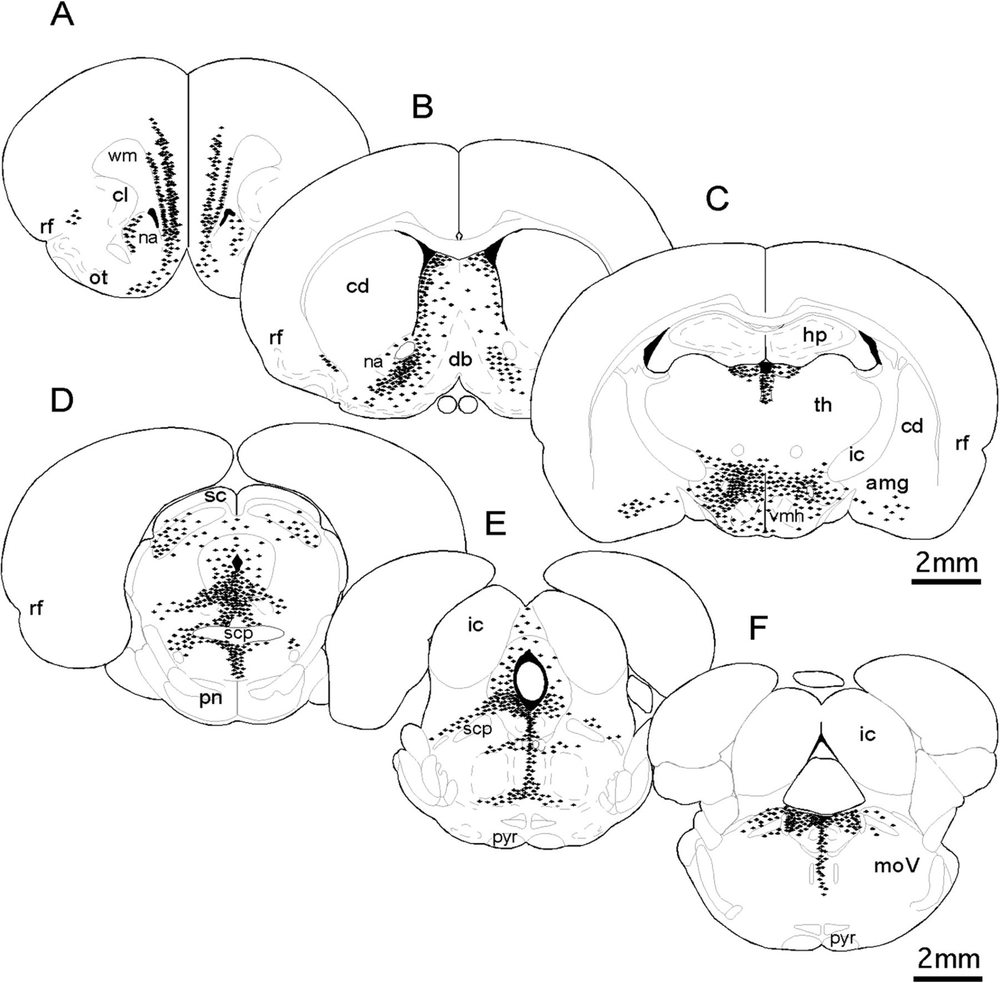 A
wm
cl
rf
na
ot
B
cd
rf
na
db
C
hp
th
cd
rf
ic
amg
vmh
2mm
D
sc
rf
scp
pn
E
ic
scp
pyr
F
ic
moV
pyr
2mm